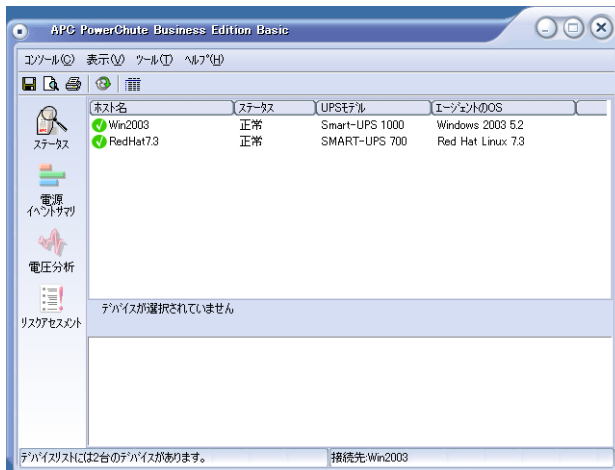 APC PowerChute Business Edition Basic
コンソール(C) 表示(V) ツール(T) ヘルプ(H)
ホスト名 ステータス UPSモデル エージェントのOS
Win2003 正常 Smart-UPS 1000 Windows 2003 5.2
RedHat7.3 正常 SMART-UPS 700 Red Hat Linux 7.3
ステータス
電源
イベントサマリ
電圧分析
リスクアセスメント
デバイスが選択されていません
デバイスリストには2台のデバイスがあります。 接続先:Win2003